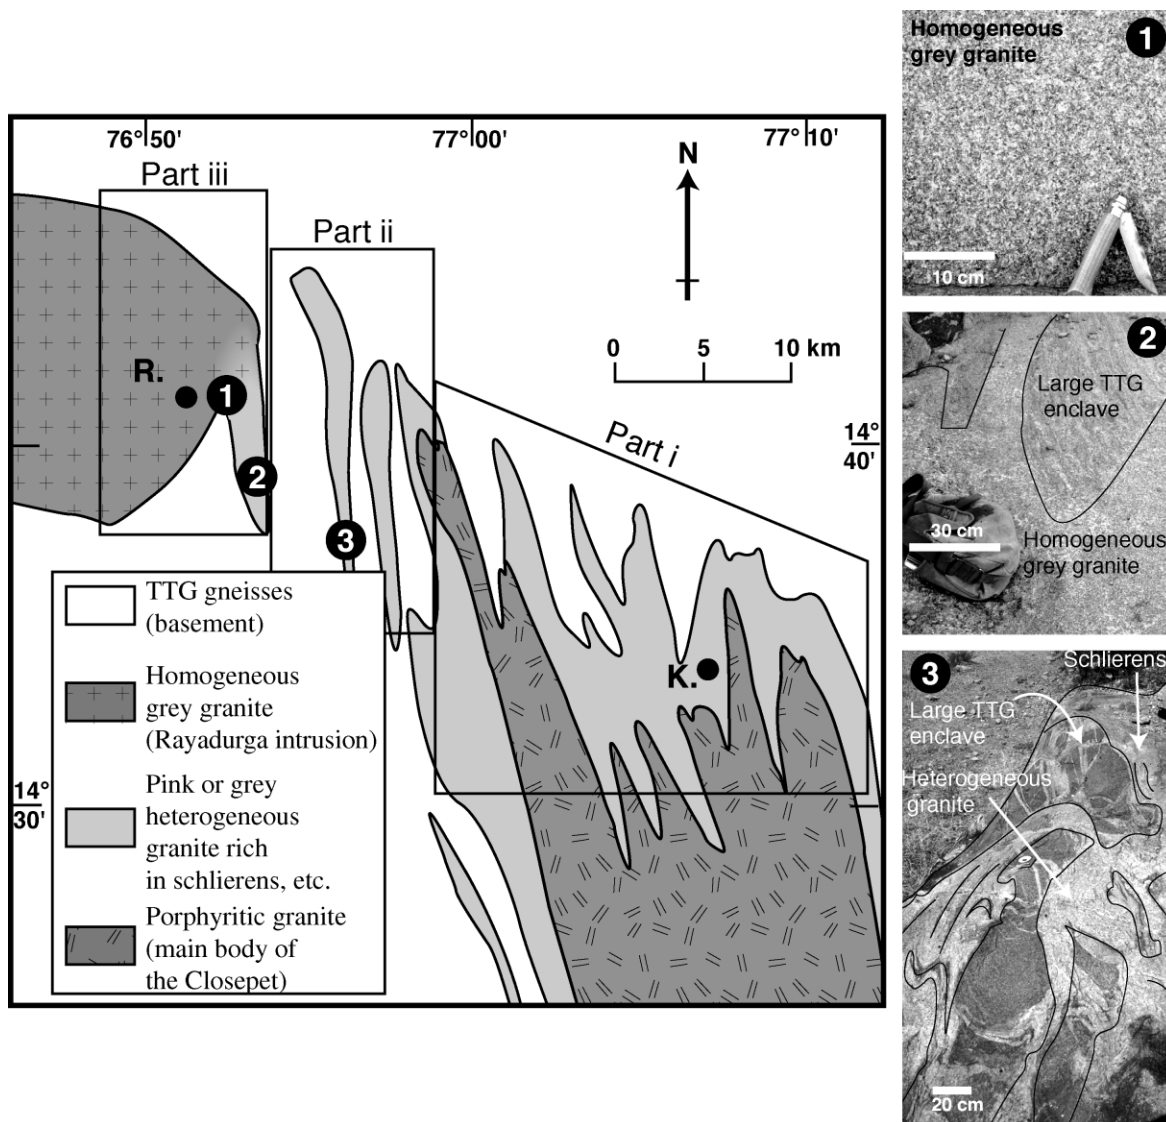 76°50'
77°00'
77°10'
Part iii
Part ii
N
0 5 10 km
R.
1
2
3
Part i
K.
14°
40'
14°
30'
TTG gneisses
(basement)
Homogeneous
grey granite
(Rayadurga intrusion)
Pink or grey
heterogeneous
granite rich
in schlierens, etc.
Porphyritic granite
(main body of
the Closepet)
Homogeneous
grey granite
1
10 cm
2
Large TTG
enclave
30 cm
Homogeneous
grey granite
3
Schlierens
Large TTG
enclave
Heterogeneous
granite
20 cm